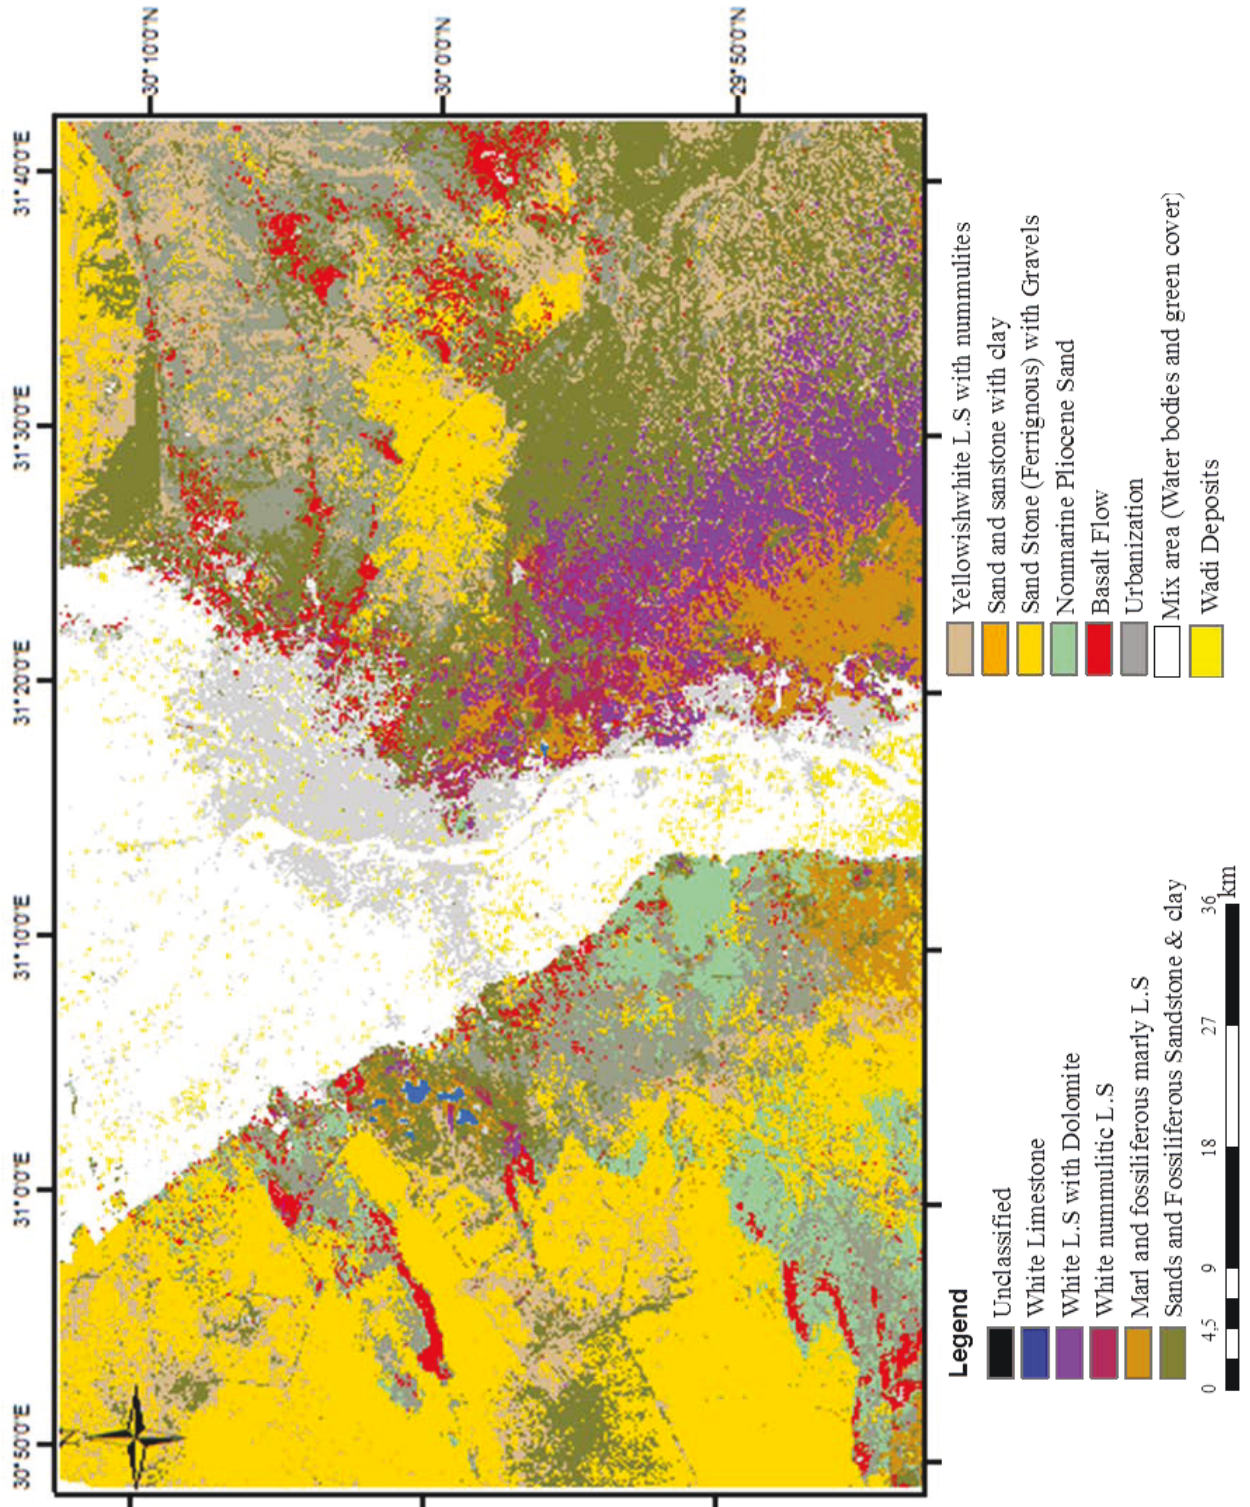 30°50'0"E
31°0'0"E
31°10'0"E
31°20'0"E
31°30'0"E
31°40'0"E
30°10'0"N
30°0'0"N
29°50'0"N
N
Legend
Unclassified
White Limestone
White L.S with Dolomite
White nummulitic L.S
Marl and fossiliferous marly L.S
Sands and Fossiliferous Sandstone & clay
Yellowishwhite L.S with nummulites
Sand and sanstone with clay
Sand Stone (Ferrignous) with Gravels
Nonmarine Pliocene Sand
Basalt Flow
Urbanization
Mix area (Water bodies and green cover)
Wadi Deposits
0 4,5 9 18 27 36
km